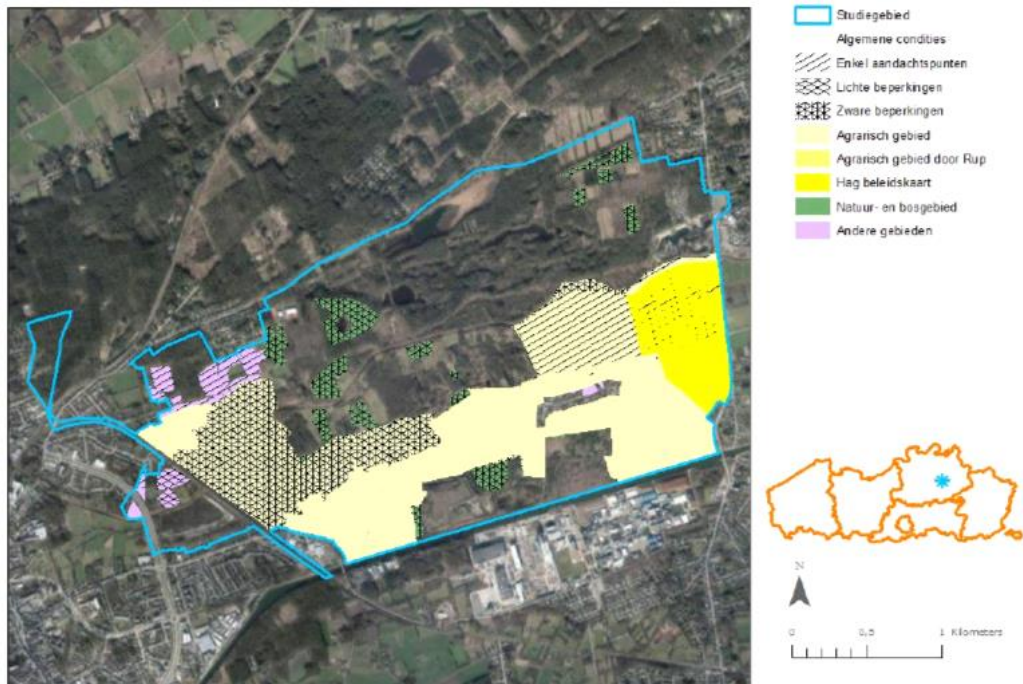 Studiegebied
Algemene condities
Enkel aandachtspunten
Lichte beperkingen
Zware beperkingen
Agrarisch gebied
Agrarisch gebied door Rup
Hag beleidskaart
Natuur- en bosgebied
Andere gebieden
N
0 0,5 1 Kilometers